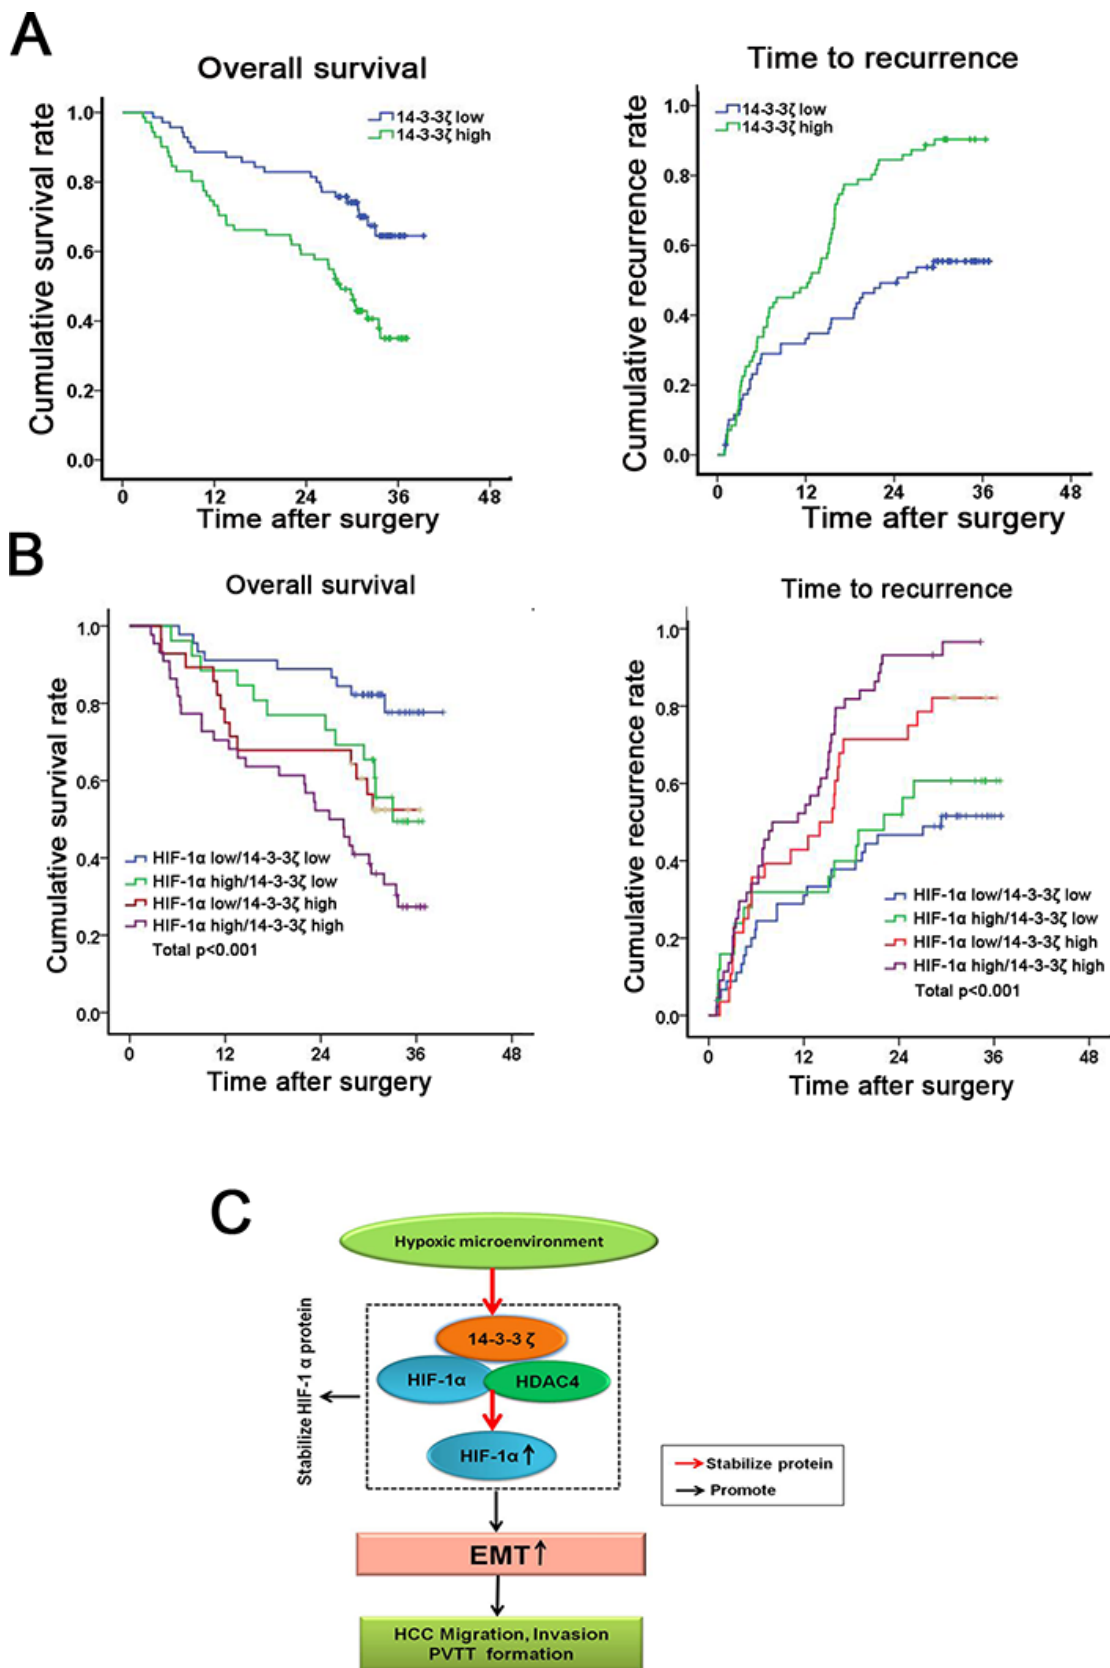 A
Overall survival
Cumulative survival rate
1.0
0.8
0.6
0.4
0.2
0.0
14-3-3ζ low
14-3-3ζ high
0 12 24 36 48
Time after surgery
Time to recurrence
Cumulative recurrence rate
1.0
0.8
0.6
0.4
0.2
0.0
14-3-3ζ low
14-3-3ζ high
0 12 24 36 48
Time after surgery
B
Overall survival
Cumulative survival rate
1.0
0.8
0.6
0.4
0.2
0.0
HIF-1α low/14-3-3ζ low
HIF-1α high/14-3-3ζ low
HIF-1α low/14-3-3ζ high
HIF-1α high/14-3-3ζ high
Total p<0.001
0 12 24 36 48
Time after surgery
Time to recurrence
Cumulative recurrence rate
1.0
0.8
0.6
0.4
0.2
0.0
HIF-1α low/14-3-3ζ low
HIF-1α high/14-3-3ζ low
HIF-1α low/14-3-3ζ high
HIF-1α high/14-3-3ζ high
Total p<0.001
0 12 24 36 48
Time after surgery
C
Hypoxic microenvironment
Stabilize HIF-1 α protein
14-3-3 ζ
HIF-1α
HDAC4
HIF-1α↑
→Stabilize protein
→ Promote
EMT↑
HCC Migration, Invasion
PVTT formation